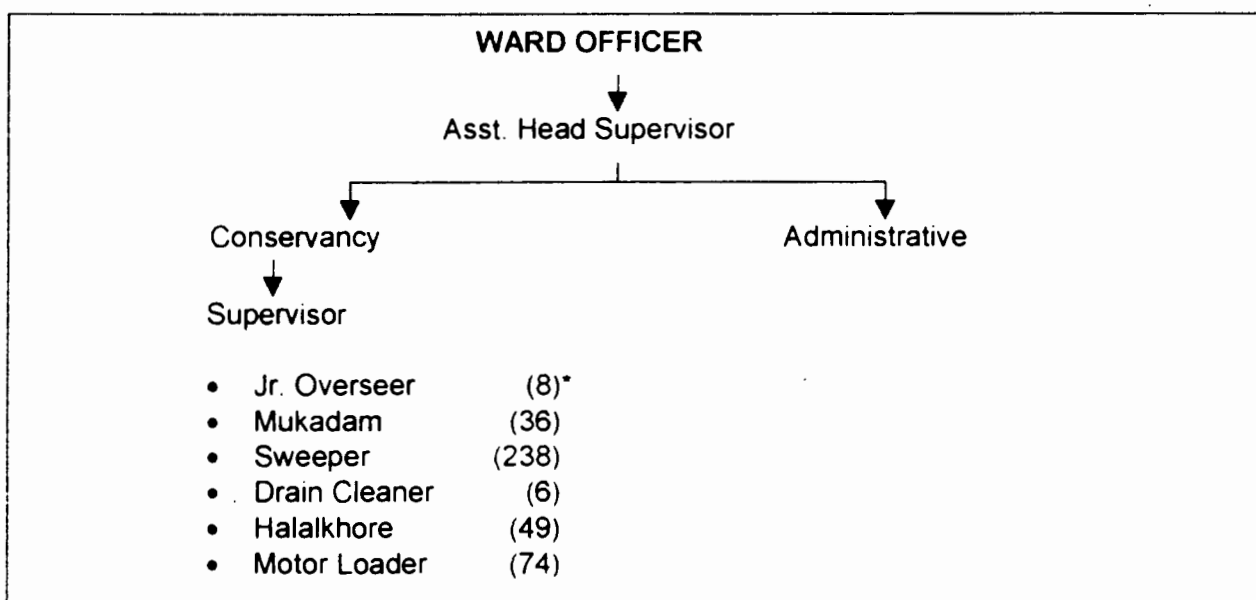 WARD OFFICER
Asst. Head Supervisor
Conservancy Administrative
Supervisor
• Jr. Overseer (8)*
• Mukadam (36)
• Sweeper (238)
• Drain Cleaner (6)
• Halalkhore (49)
• Motor Loader (74)